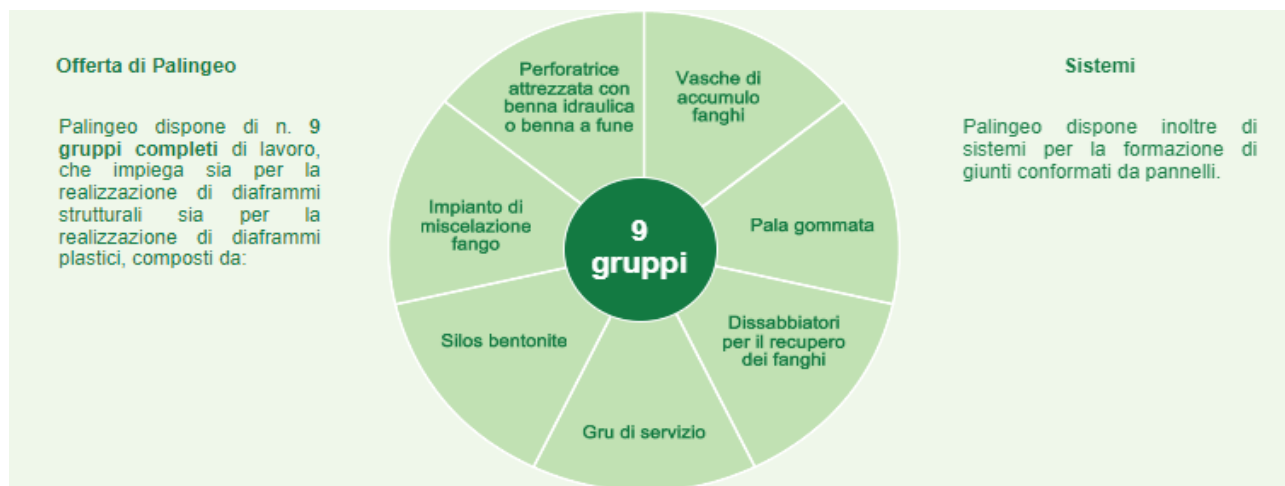 Offerta di Palingeo
Palingeo dispone di n. 9
gruppi completi di lavoro,
che impiega sia per la
realizzazione di diaframmi
strutturali sia per la
realizzazione di diaframmi
plastici, composti da:
Perforatrice
attrezzata con
benna idraulica
o benna a fune
Vasche di
accumulo
fanghi
Pala gommata
Dissabbiatori
per il recupero
dei fanghi
Gru di servizio
Silos bentonite
Impianto di
miscelazione
fango
9
gruppi
Sistemi
Palingeo dispone inoltre di
sistemi per la formazione di
giunti conformati da pannelli.